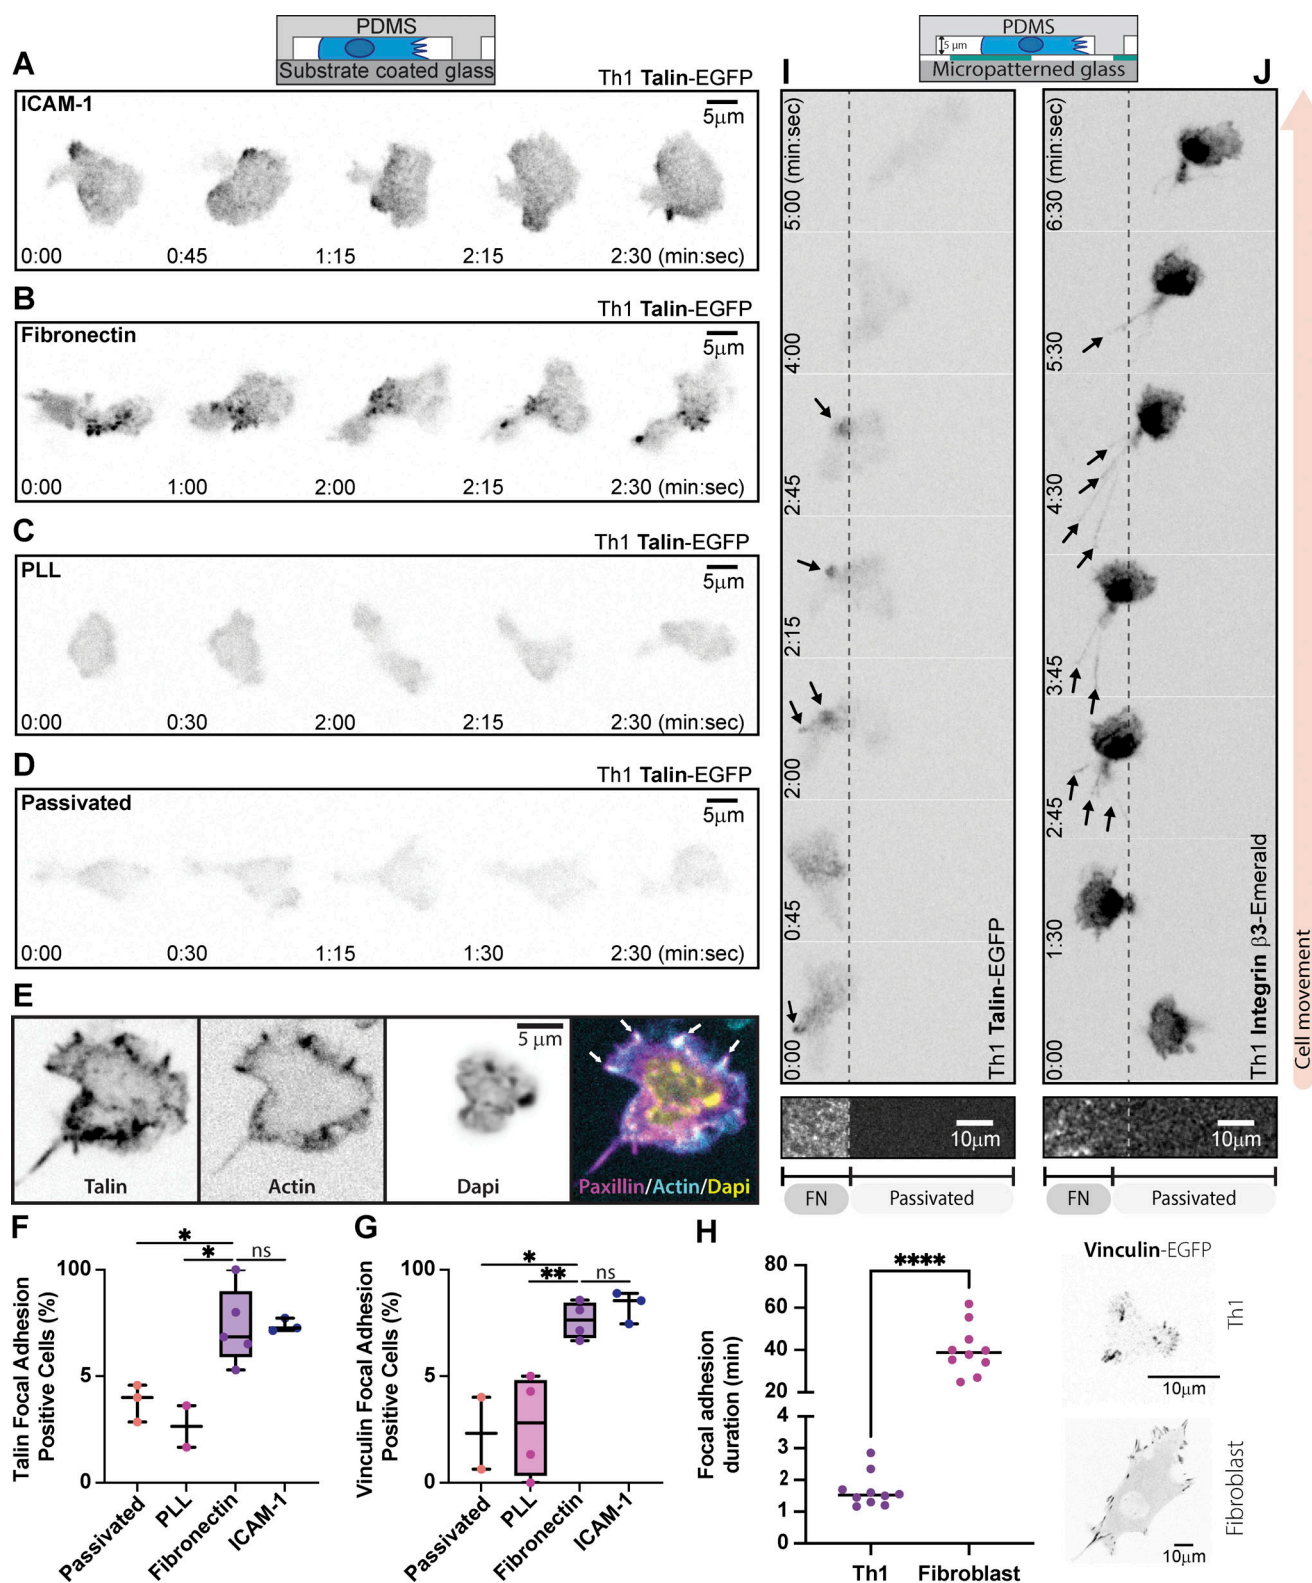 PDMS
Substrate coated glass
A
Th1 Talin-EGFP
ICAM-1
5μm
0:00 0:45 1:15 2:15 2:30 (min:sec)
B
Th1 Talin-EGFP
Fibronectin
5μm
0:00 1:00 2:00 2:15 2:30 (min:sec)
C
Th1 Talin-EGFP
PLL
5μm
0:00 0:30 2:00 2:15 2:30 (min:sec)
D
Th1 Talin-EGFP
Passivated
5μm
0:00 0:30 1:15 1:30 2:30 (min:sec)
E
5 μm
Talin Actin Dapi Paxillin/Actin/Dapi
PDMS
5 μm
Micropatterned glass
I
5:00 (min:sec)
4:00
2:45
2:15
2:00
0:45
0:00
Th1 Talin-EGFP
10μm
FN Passivated
J
6:30 (min:sec)
5:30
4:30
3:45
2:45
1:30
0:00
Th1 Integrin β3-Emerald
Cell movement
10μm
FN Passivated
F
Talin Focal Adhesion
Positive Cells (%)
100
5
0
* * ns
Passivated
PLL
Fibronectin
ICAM-1
G
Vinculin Focal Adhesion
Positive Cells (%)
100
5
0
* ** ns
Passivated
PLL
Fibronectin
ICAM-1
H
Focal adhesion
duration (min)
80
60
40
20
4
3
2
1
0
****
Th1 Fibroblast
Vinculin-EGFP
Th1
10μm
Fibroblast
10μm